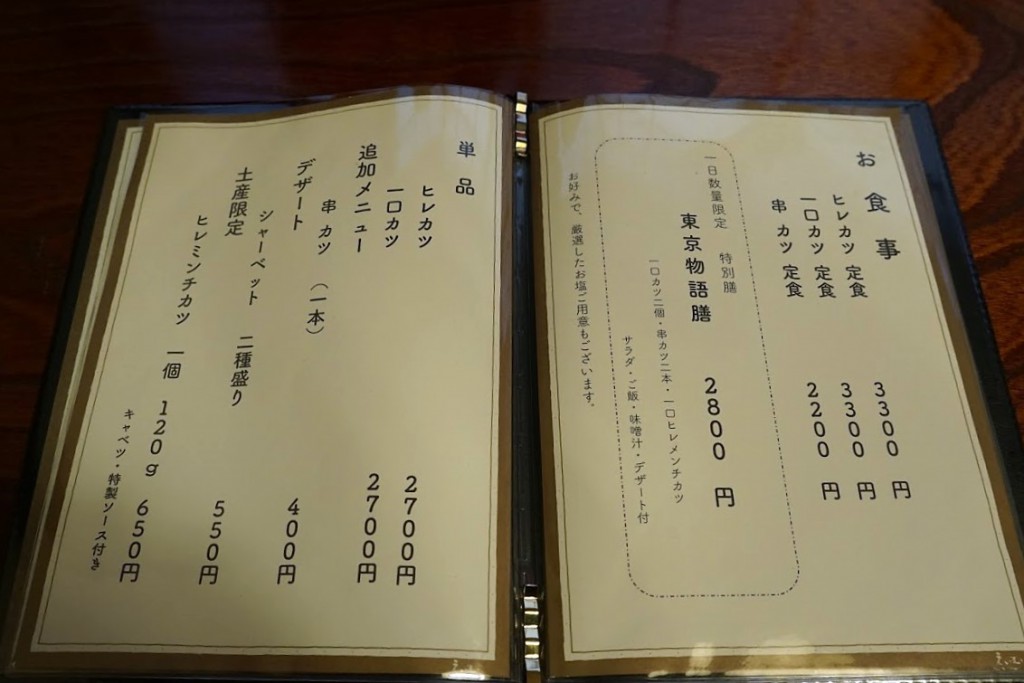 お食事
ヒレカツ 定食 3300 円
一口カツ 定食 3300 円
串カツ 定食 2200 円
一日数量限定 特別膳
東京物語膳 2800 円
一口カツ二個・串カツ二本・一口ヒレメンチカツ
サラダ・ご飯・味噌汁・デザート付
お好みで、厳選したお塩ご用意もございます。
単品
ヒレカツ 2700円
一口カツ 2700円
追加メニュー
串カツ (一本) 400円
デザート
シャーベット 二種盛り 550円
土産限定
ヒレミンチカツ 一個 120g 650円
キャベツ・特製ソース付き